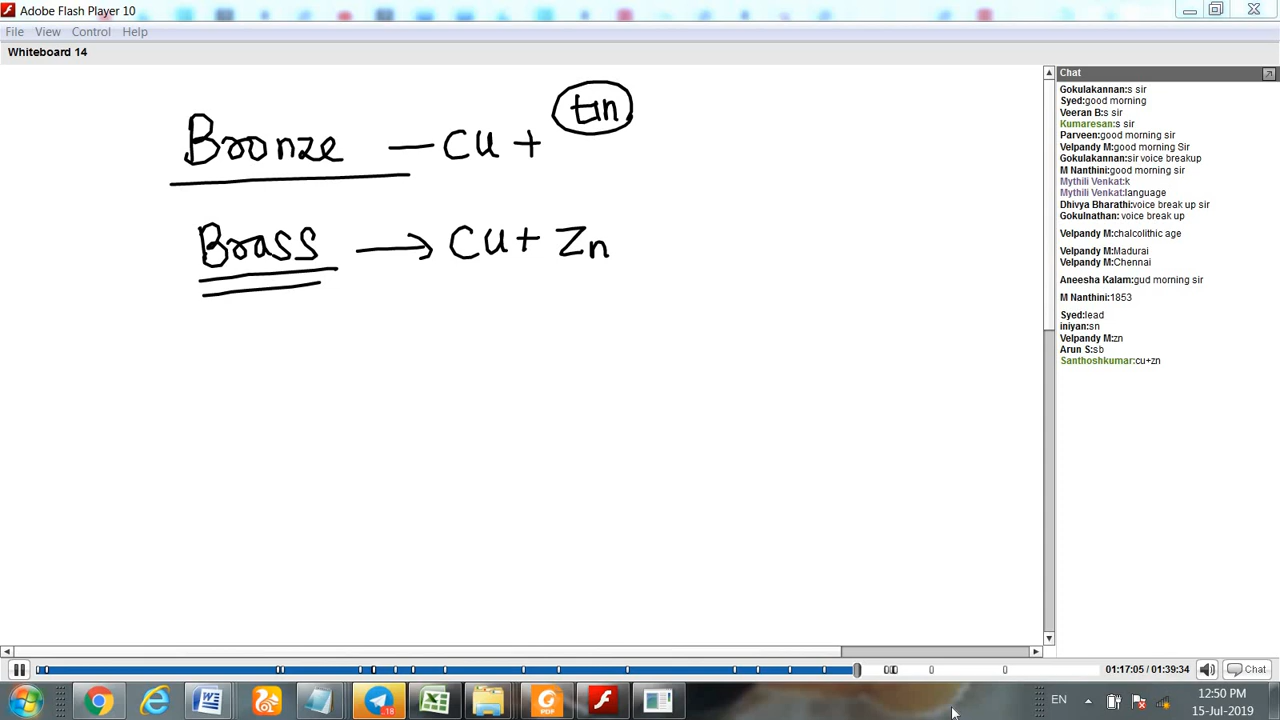 Adobe Flash Player 10
File View Control Help
Whiteboard 14
tin
Bronze — Cu +
Brass → Cu + Zn
Chat
Gokulakannan:s sir
Syed:good morning
Veeran B:s sir
Kumaresan:s sir
Parveen:good morning sir
Velpandy M:good morning Sir
Gokulakannan:sir voice breakup
M Nanthini:good morning sir
Mythili Venkat:k
Mythili Venkat:language
Dhivya Bharathi:voice break up sir
Gokulnathan: voice break up
Velpandy M:chalcolithic age
Velpandy M:Madurai
Velpandy M:Chennai
Aneesha Kalam:gud morning sir
M Nanthini:1853
Syed:lead
iniyan:sn
Velpandy M:zn
Arun S:sb
Santhoshkumar:cu+zn
01:17:05 / 01:39:34 Chat
18
PDF
EN
12:50 PM
15-Jul-2019